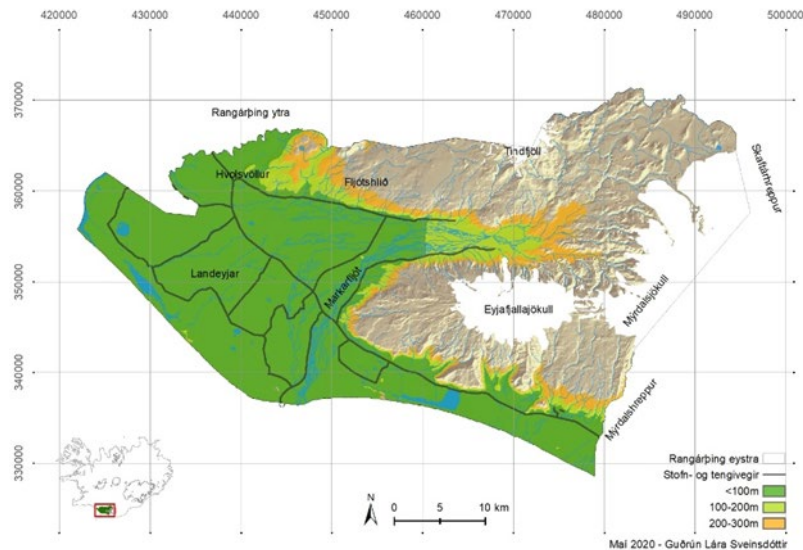 420000 430000 440000 450000 460000 470000 480000 490000 500000
370000
Rangárþing ytra
Tindfjöll
Skaftárhreppur
Hvolsvöllur
Fljótshlíð
360000
Landeyjar
Markarfljót
350000
Eyjafjallajökull
Mýrdalsjökull
340000
Mýrdalshreppur
330000
N
0 5 10 km
Rangárþing eystra
Stofn- og tengivegir
<100m
100-200m
200-300m
Maí 2020 - Guðrún Lára Sveinsdóttir